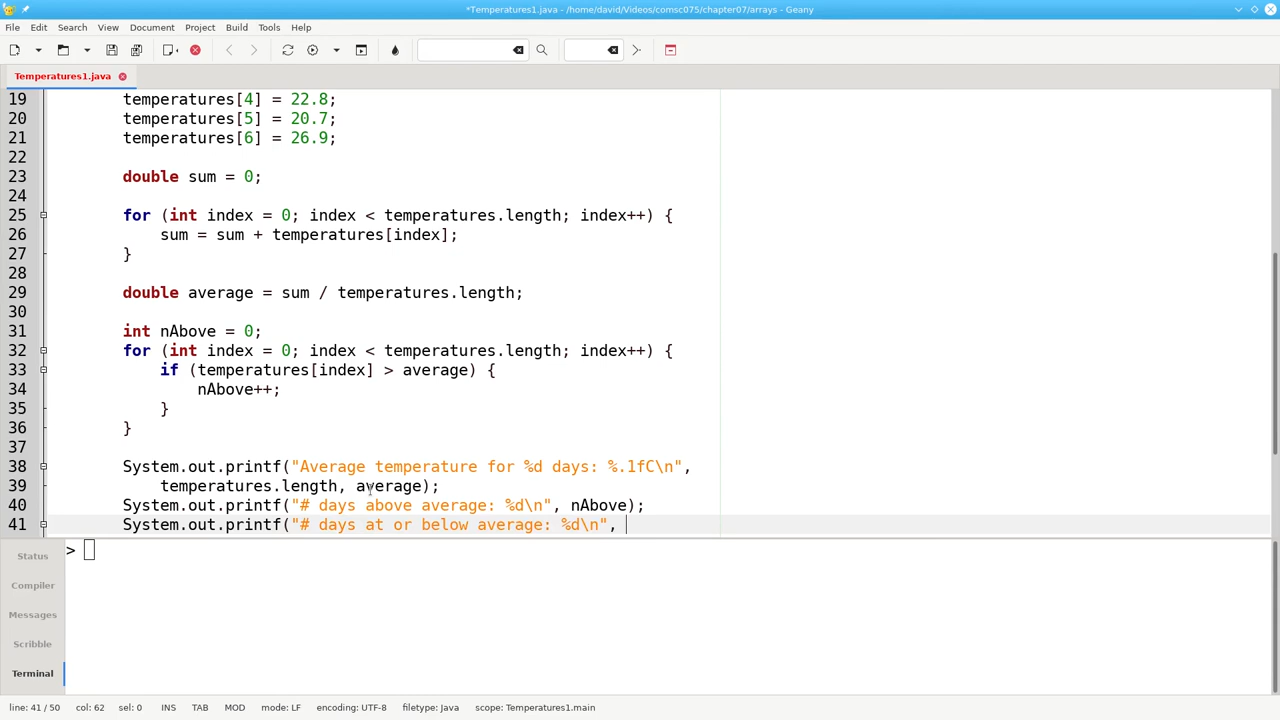 *Temperatures1.java - /home/david/Videos/comsc075/chapter07/arrays - Geany
File Edit Search View Document Project Build Tools Help
Temperatures1.java
19 temperatures[4] = 22.8;
20 temperatures[5] = 20.7;
21 temperatures[6] = 26.9;
22
23 double sum = 0;
24
25 for (int index = 0; index < temperatures.length; index++) {
26 sum = sum + temperatures[index];
27 }
28
29 double average = sum / temperatures.length;
30
31 int nAbove = 0;
32 for (int index = 0; index < temperatures.length; index++) {
33 if (temperatures[index] > average) {
34 nAbove++;
35 }
36 }
37
38 System.out.printf("Average temperature for %d days: %.1fC\n",
39 temperatures.length, average);
40 System.out.printf("# days above average: %d\n", nAbove);
41 System.out.printf("# days at or below average: %d\n",
>
Status
Compiler
Messages
Scribble
Terminal
line: 41 / 50 col: 62 sel: 0 INS TAB MOD mode: LF encoding: UTF-8 filetype: Java scope: Temperatures1.main